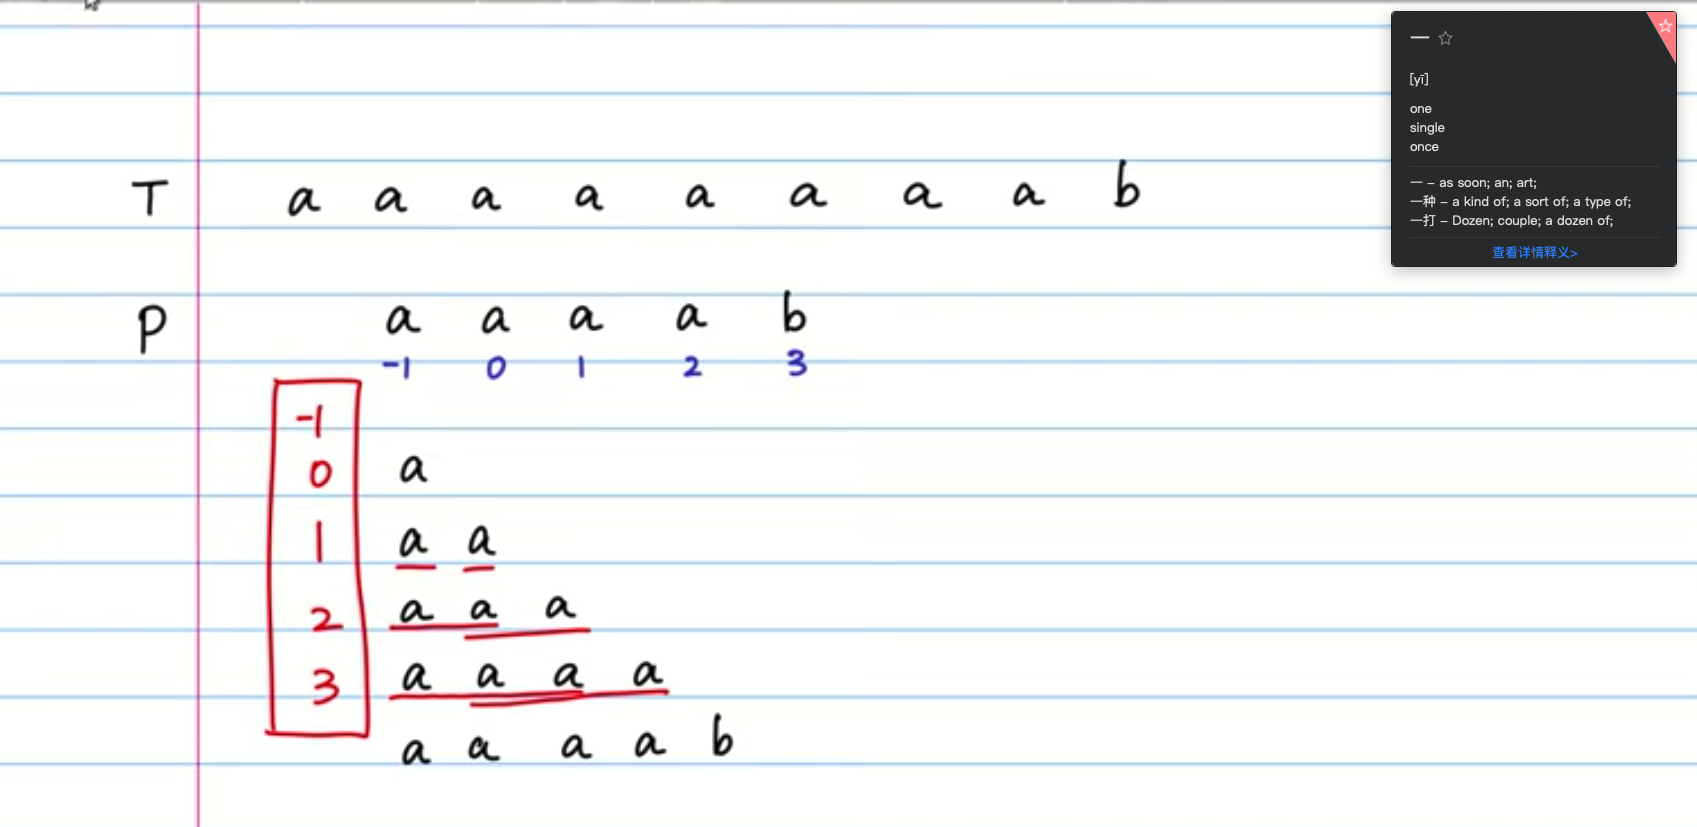 T a a a a a a a a b
P a a a a b
-1 0 1 2 3
-1
0 a
1 a a
2 a a a
3 a a a a
a a a a b
一 ☆
[yī]
one
single
once
一 – as soon; an; art;
一种 – a kind of; a sort of; a type of;
一打 – Dozen; couple; a dozen of;
查看详情释义>